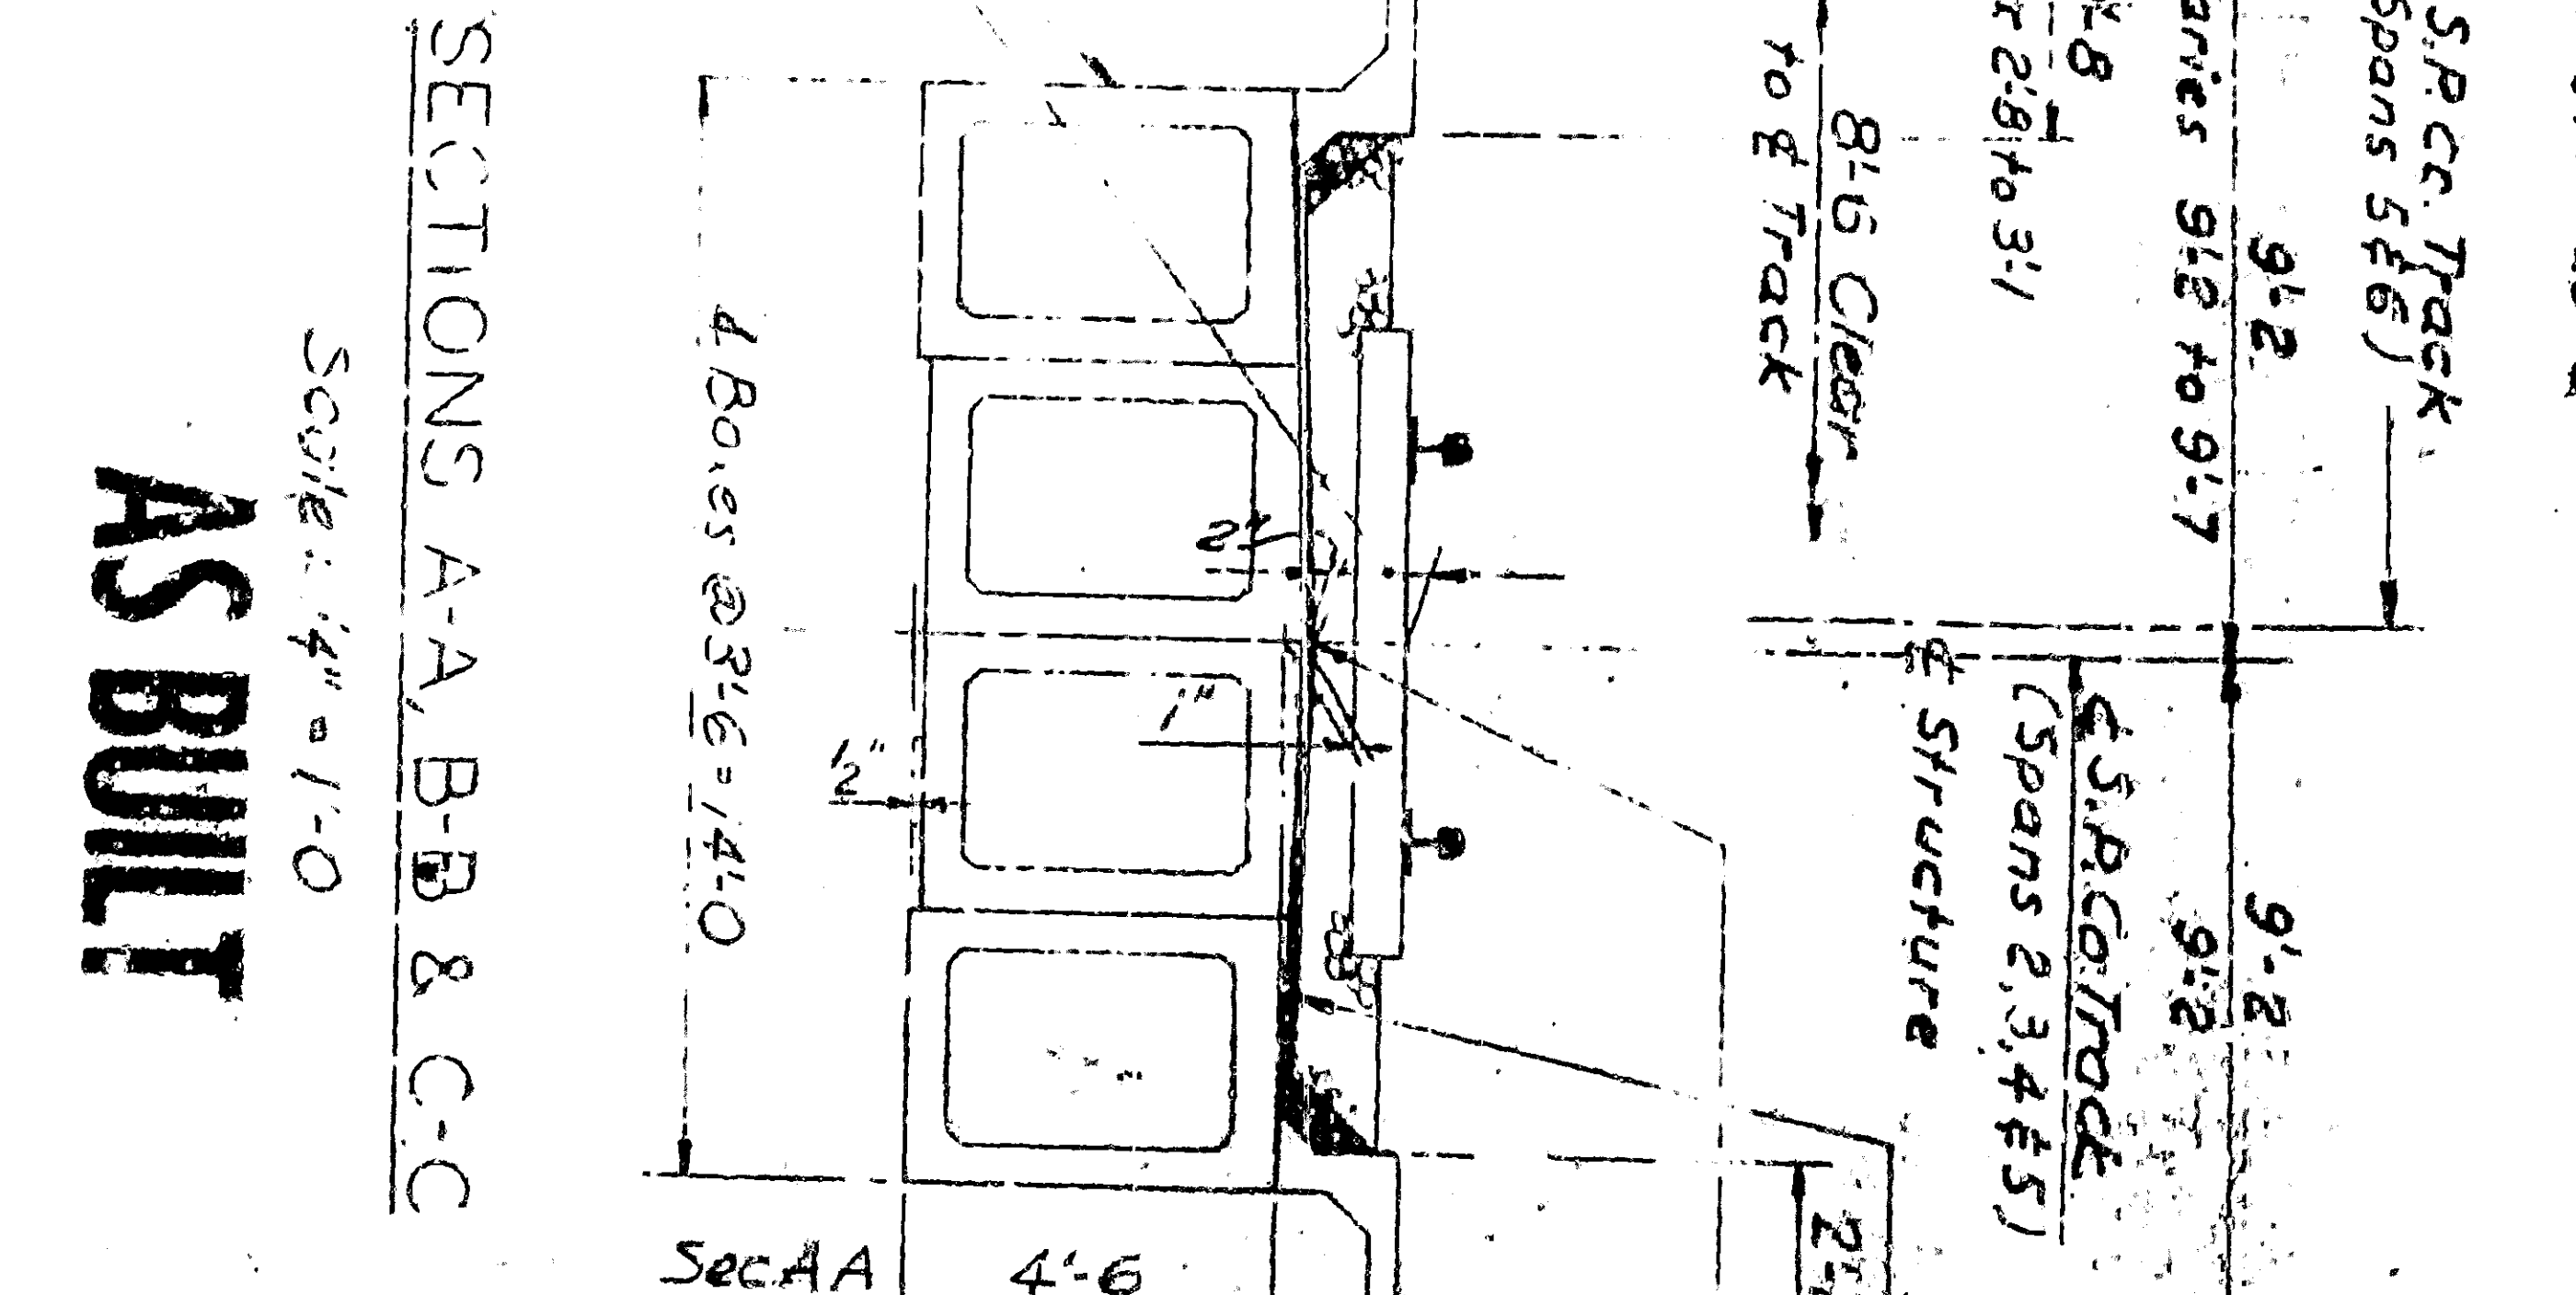 S.P. Co. Track
Spans 5 & 6)
9'-2
9'-2 to 9'-7
2'-8 to 3'-1
8'-6 Clear
to ℄ Track
9'-2
9'-2
℄ S.P. Co. Track
(Spans 2, 3, 4 & 5)
℄ Structure
2"
1"
½"
4 Boxes @ 3'-6 = 14'-0
Sec. A A
4'-6
SECTIONS A-A, B-B & C-C
Scale: ¼" = 1'-0
AS BUILT